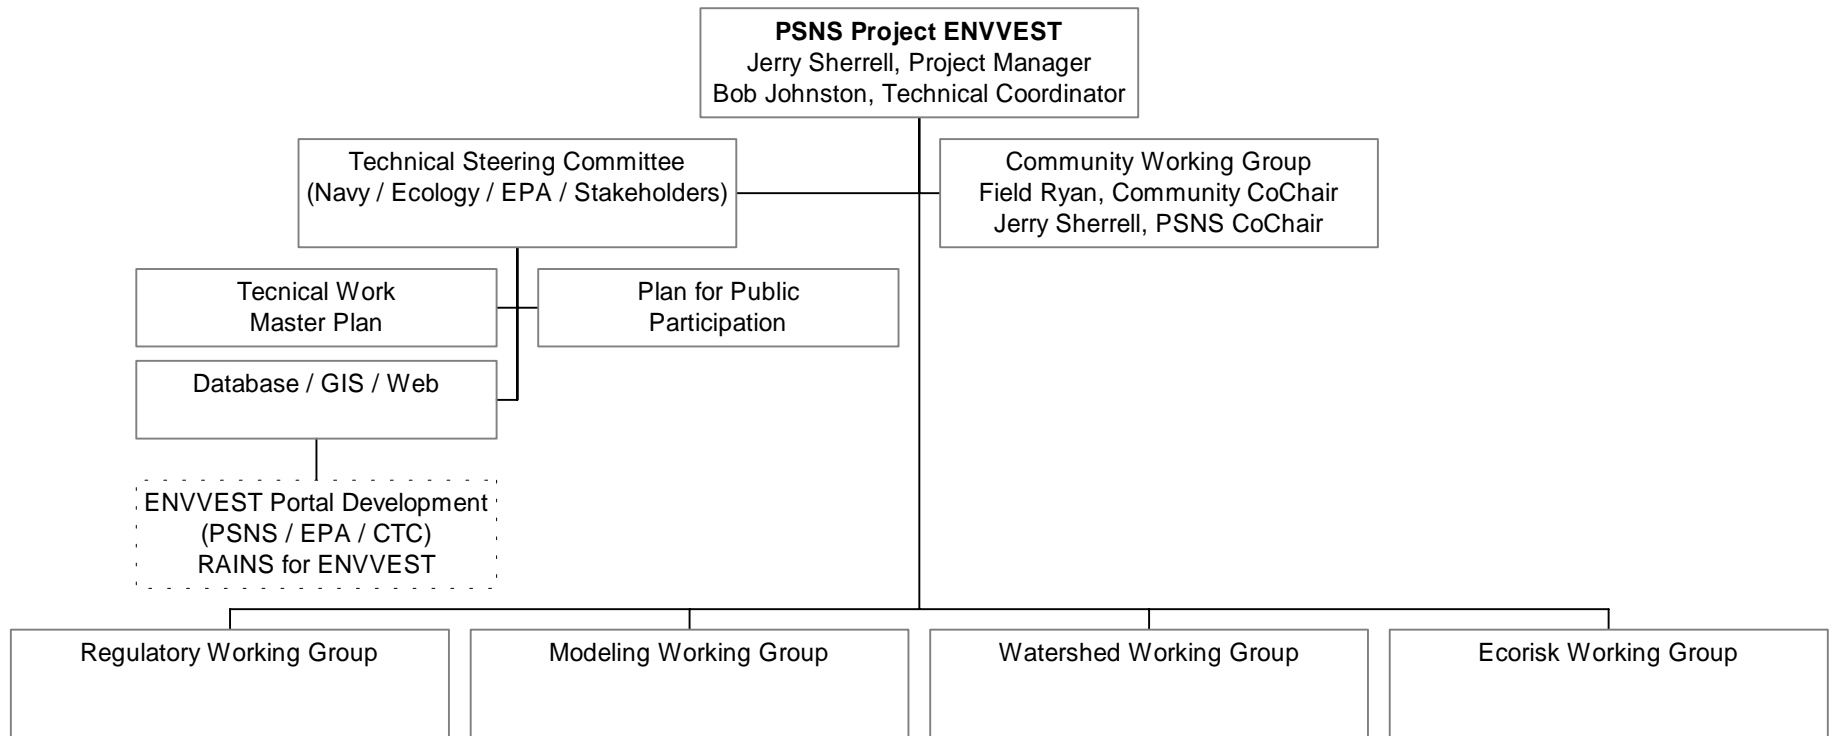 PSNS Project ENVVEST
Jerry Sherrell, Project Manager
Bob Johnston, Technical Coordinator
Technical Steering Committee
(Navy / Ecology / EPA / Stakeholders)
Community Working Group
Field Ryan, Community CoChair
Jerry Sherrell, PSNS CoChair
Tecnical Work
Master Plan
Plan for Public
Participation
Database / GIS / Web
ENVVEST Portal Development
(PSNS / EPA / CTC)
RAINS for ENVVEST
Regulatory Working Group
Modeling Working Group
Watershed Working Group
Ecorisk Working Group